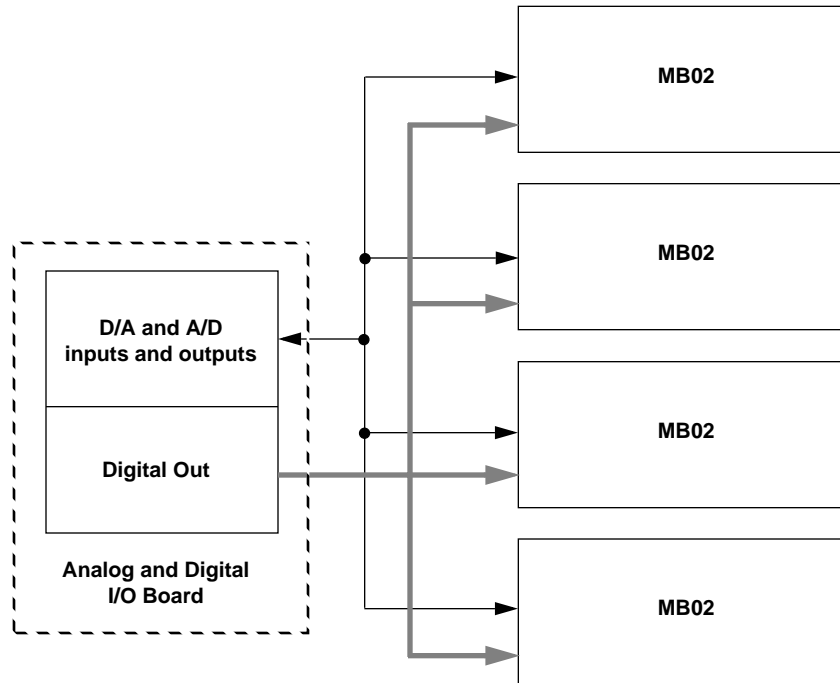 MB02
MB02
D/A and A/D
inputs and outputs
Digital Out
Analog and Digital
I/O Board
MB02
MB02